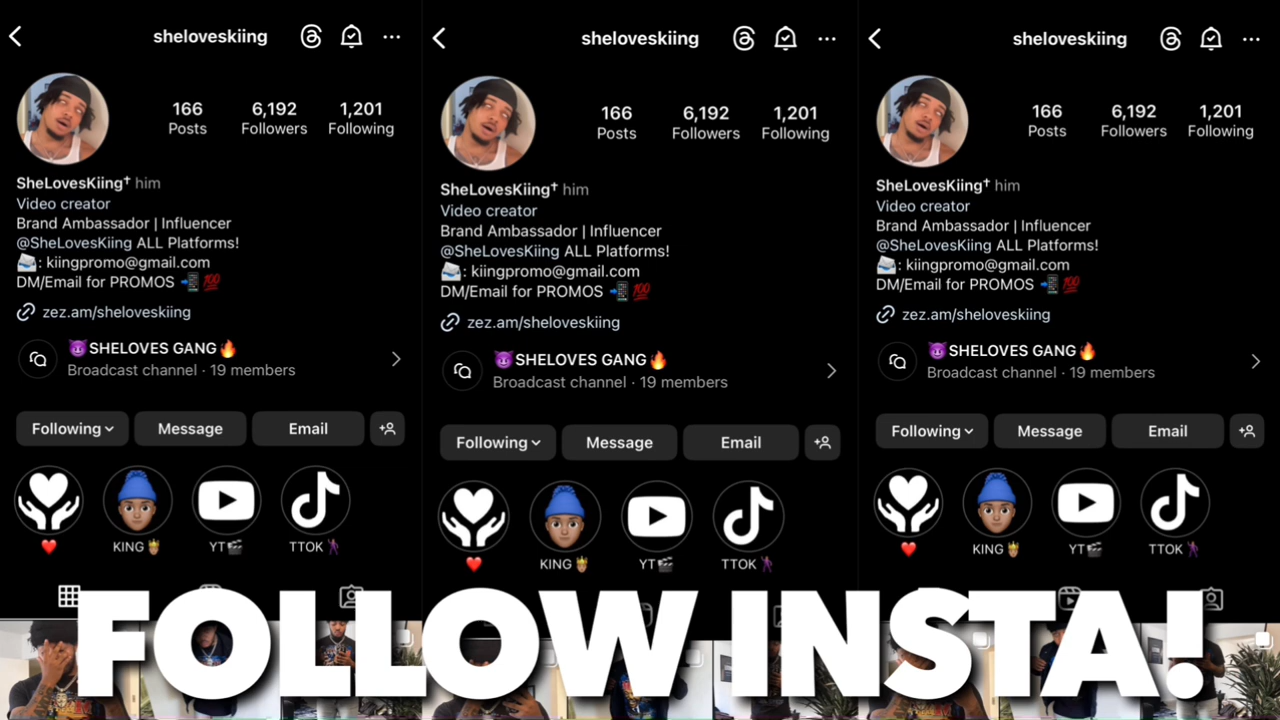 sheloveskiing
166
Posts
6,192
Followers
1,201
Following
SheLovesKiing† him
Video creator
Brand Ambassador | Influencer
@SheLovesKiing ALL Platforms!
📨: kiingpromo@gmail.com
DM/Email for PROMOS 📲💯
zez.am/sheloveskiing
😈SHELOVES GANG🔥
Broadcast channel · 19 members
Following
Message
Email
❤️
KING🤴
YT🎬
TTOK🕺
sheloveskiing
166
Posts
6,192
Followers
1,201
Following
SheLovesKiing† him
Video creator
Brand Ambassador | Influencer
@SheLovesKiing ALL Platforms!
📨: kiingpromo@gmail.com
DM/Email for PROMOS 📲💯
zez.am/sheloveskiing
😈SHELOVES GANG🔥
Broadcast channel · 19 members
Following
Message
Email
❤️
KING🤴
YT🎬
TTOK🕺
sheloveskiing
166
Posts
6,192
Followers
1,201
Following
SheLovesKiing† him
Video creator
Brand Ambassador | Influencer
@SheLovesKiing ALL Platforms!
📨: kiingpromo@gmail.com
DM/Email for PROMOS 📲💯
zez.am/sheloveskiing
😈SHELOVES GANG🔥
Broadcast channel · 19 members
Following
Message
Email
❤️
KING🤴
YT🎬
TTOK🕺
FOLLOW INSTA!